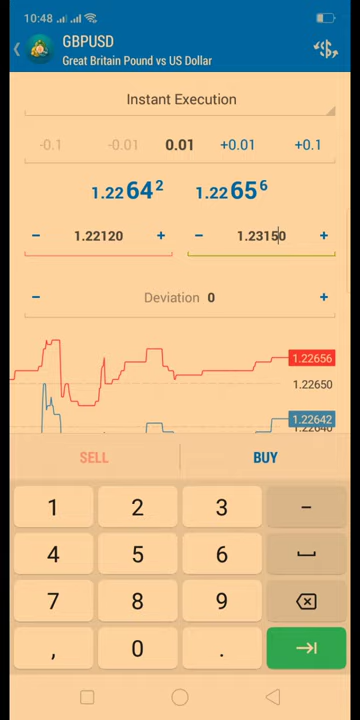 10:48
GBPUSD
Great Britain Pound vs US Dollar
Instant Execution
-0.1 -0.01 0.01 +0.01 +0.1
1.22642 1.22656
− 1.22120 + − 1.23150 +
− Deviation 0 +
1.22656
1.22650
1.22642
1.22640
SELL BUY
1 2 3 −
4 5 6
7 8 9
, 0 .